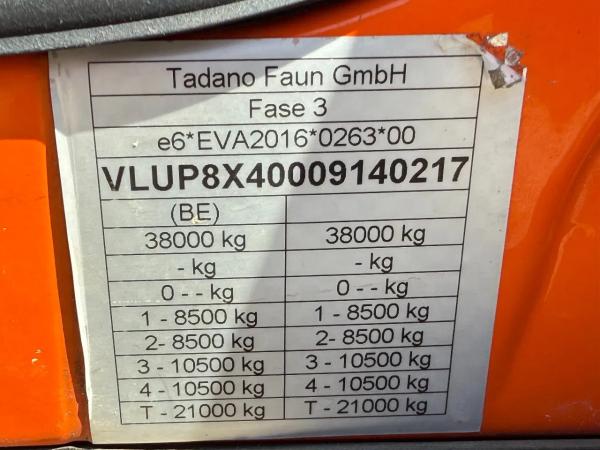 Tadano Faun GmbH
Fase 3
e6*EVA2016*0263*00
VLUP8X40009140217
(BE)
38000 kg 38000 kg
- kg - kg
0 - - kg 0 - - kg
1 - 8500 kg 1 - 8500 kg
2- 8500 kg 2- 8500 kg
3 - 10500 kg 3 - 10500 kg
4 - 10500 kg 4 - 10500 kg
T - 21000 kg T - 21000 kg